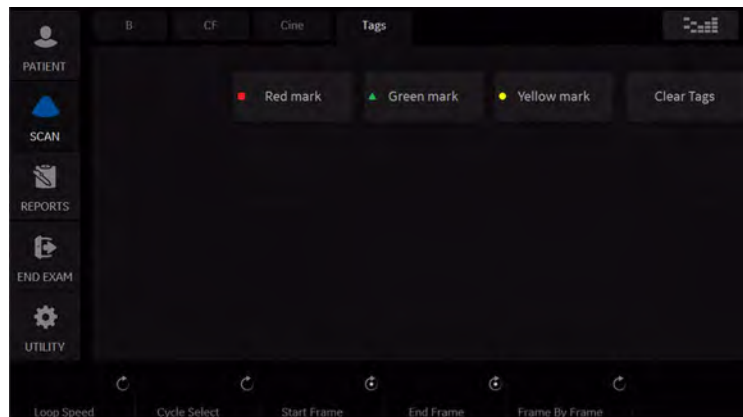 B CF Cine Tags
PATIENT
Red mark Green mark Yellow mark Clear Tags
SCAN
REPORTS
END EXAM
UTILITY
Loop Speed Cycle Select Start Frame End Frame Frame By Frame